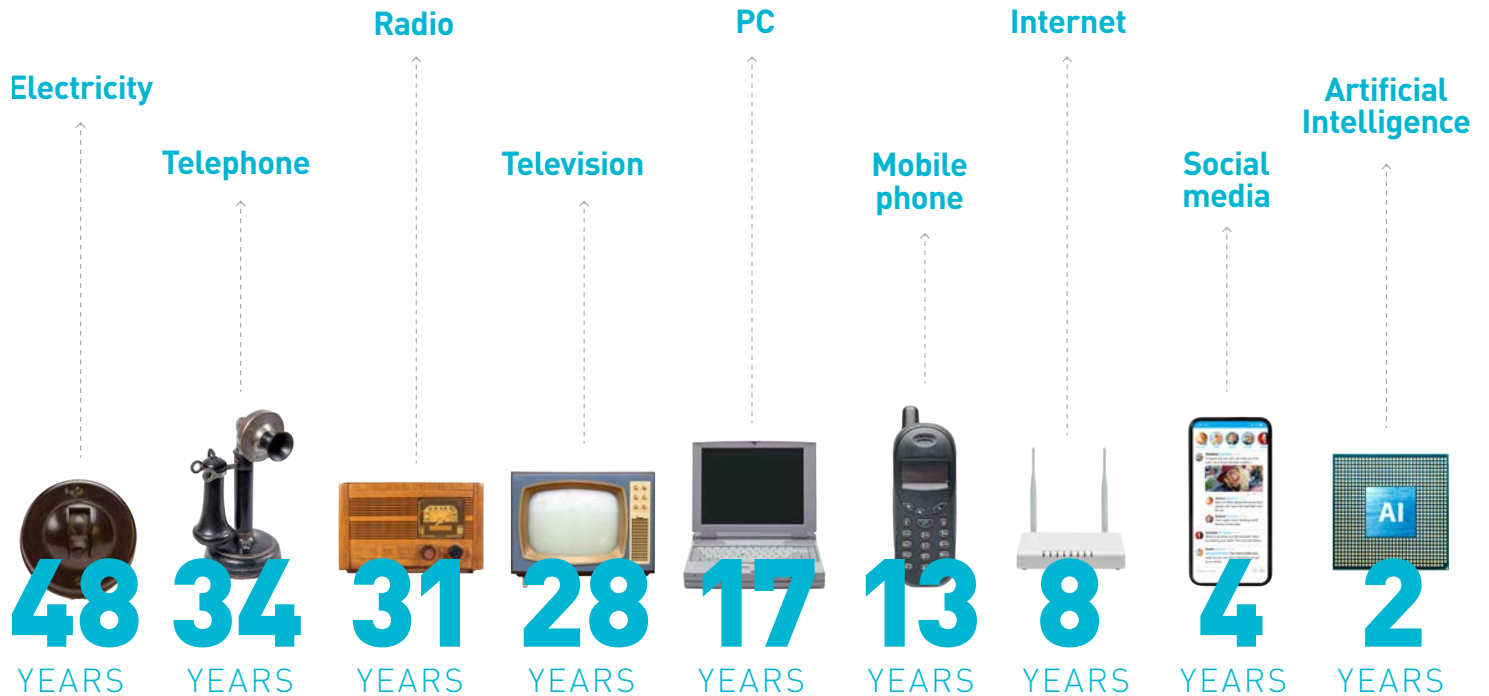 Radio
PC
Internet
Electricity
Artificial
Intelligence
Telephone
Television
Mobile
phone
Social
media
AI
48
34
31
28
17
13
8
4
2
YEARS
YEARS
YEARS
YEARS
YEARS
YEARS
YEARS
YEARS
YEARS